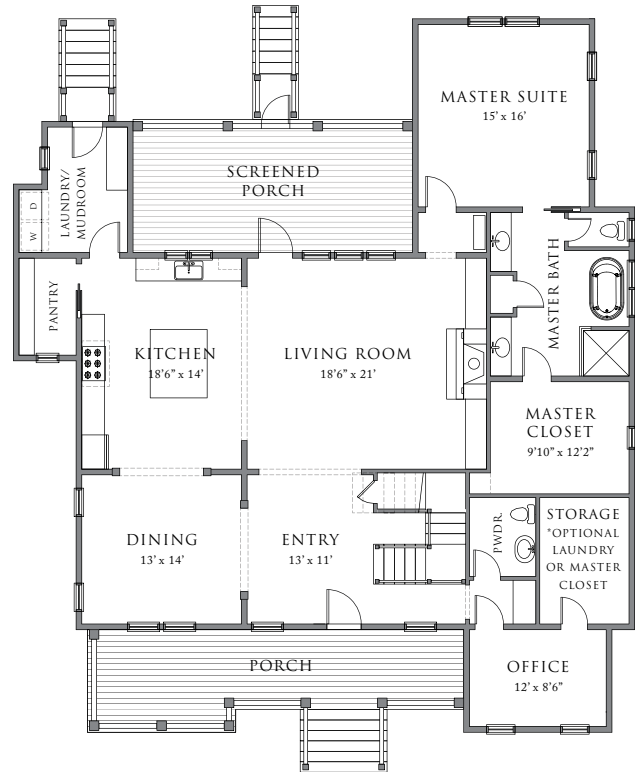 MASTER SUITE
15' x 16'
SCREENED
PORCH
LAUNDRY/
MUDROOM
D
W
PANTRY
MASTER BATH
KITCHEN
18'6" x 14'
LIVING ROOM
18'6" x 21'
MASTER
CLOSET
9'10" x 12'2"
DINING
13' x 14'
ENTRY
13' x 11'
PWDR.
STORAGE
*OPTIONAL
LAUNDRY
OR MASTER
CLOSET
PORCH
OFFICE
12' x 8'6"